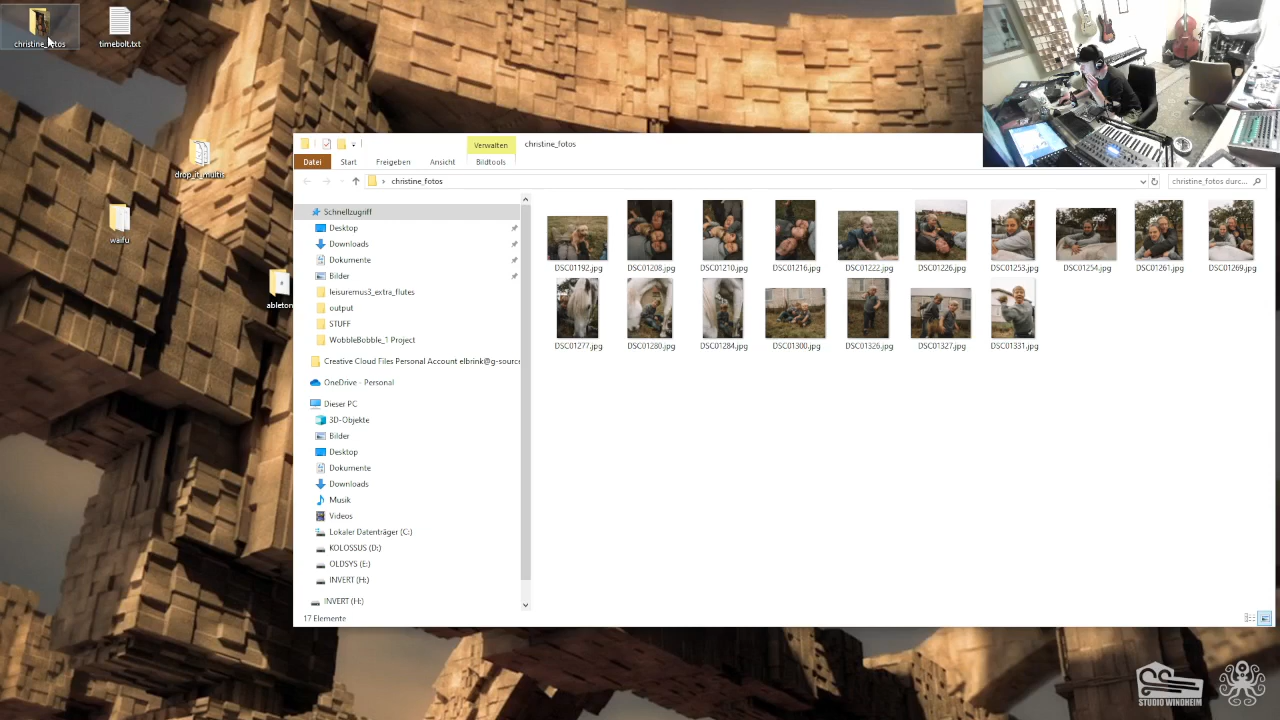 christine_fotos
timebolt.txt
drop_it_multis
waifu
ableton
Verwalten
christine_fotos
Datei
Start
Freigeben
Ansicht
Bildtools
christine_fotos
christine_fotos durc...
Schnellzugriff
Desktop
Downloads
Dokumente
Bilder
leisuremus3_extra_flutes
output
STUFF
WobbleBobble_1 Project
Creative Cloud Files Personal Account elbrink@g-source
OneDrive - Personal
Dieser PC
3D-Objekte
Bilder
Desktop
Dokumente
Downloads
Musik
Videos
Lokaler Datenträger (C:)
KOLOSSUS (D:)
OLDSYS (E:)
INVERT (H:)
INVERT (H:)
DSC01192.jpg
DSC01208.jpg
DSC01210.jpg
DSC01216.jpg
DSC01222.jpg
DSC01226.jpg
DSC01253.jpg
DSC01254.jpg
DSC01261.jpg
DSC01269.jpg
DSC01277.jpg
DSC01280.jpg
DSC01284.jpg
DSC01300.jpg
DSC01326.jpg
DSC01327.jpg
DSC01331.jpg
17 Elemente
STUDIO WINDHEIM